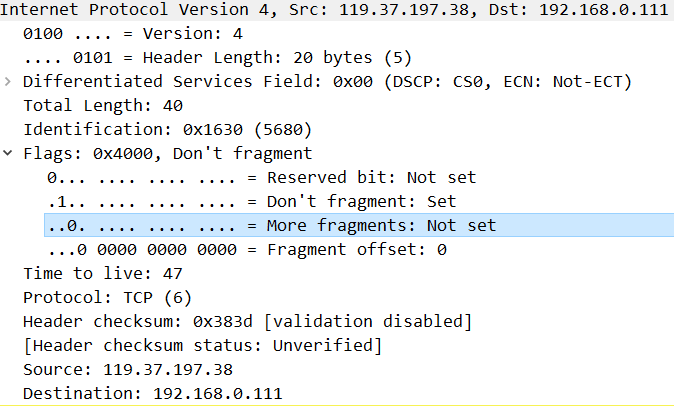 Internet Protocol Version 4, Src: 119.37.197.38, Dst: 192.168.0.111
0100 .... = Version: 4
.... 0101 = Header Length: 20 bytes (5)
Differentiated Services Field: 0x00 (DSCP: CS0, ECN: Not-ECT)
Total Length: 40
Identification: 0x1630 (5680)
Flags: 0x4000, Don't fragment
0... .... .... .... = Reserved bit: Not set
.1.. .... .... .... = Don't fragment: Set
..0. .... .... .... = More fragments: Not set
...0 0000 0000 0000 = Fragment offset: 0
Time to live: 47
Protocol: TCP (6)
Header checksum: 0x383d [validation disabled]
[Header checksum status: Unverified]
Source: 119.37.197.38
Destination: 192.168.0.111